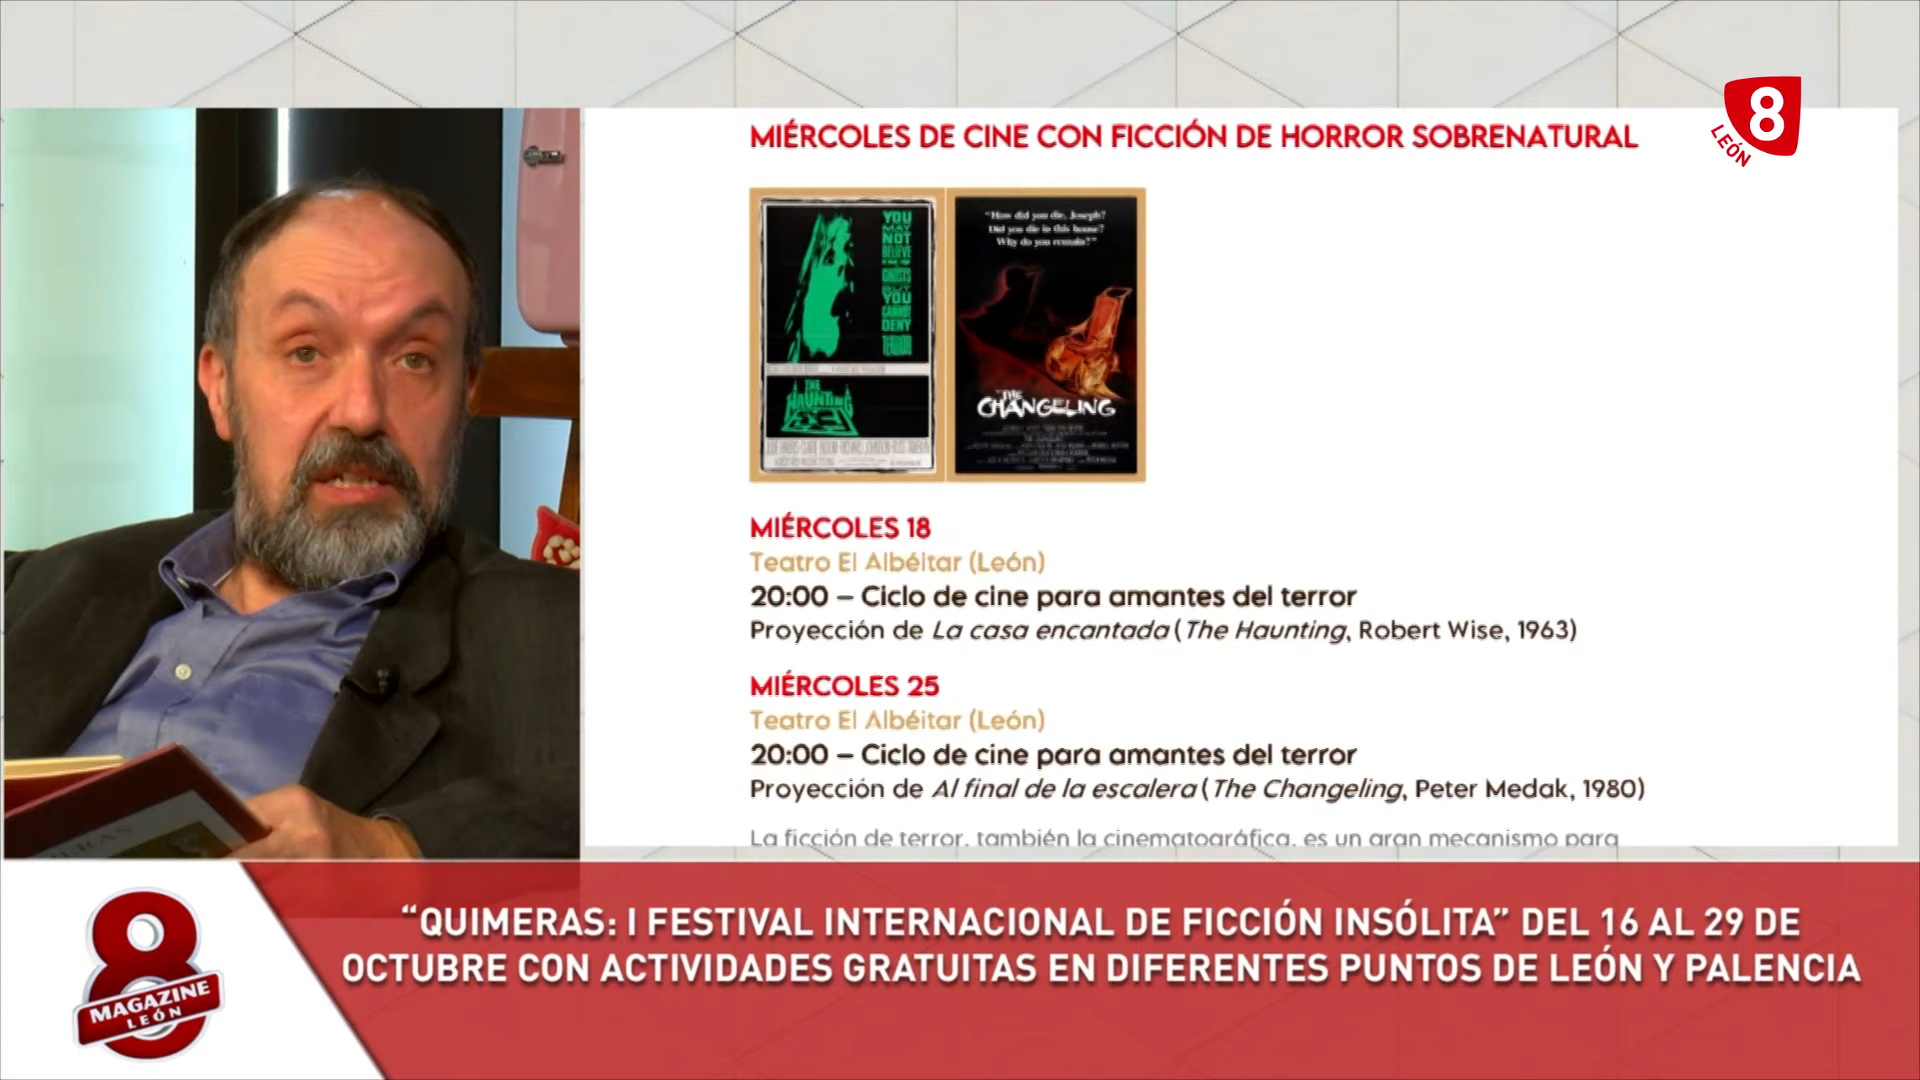 8
LEÓN
MIÉRCOLES DE CINE CON FICCIÓN DE HORROR SOBRENATURAL
YOU
MAY
NOT
BELIEVE
IN
GHOSTS
BUT
YOU
CANNOT
DENY
TERROR
THE
HAUNTING
"How did you die, Joseph?
Did you die in this house?
Why do you remain?"
THE
CHANGELING
MIÉRCOLES 18
Teatro El Albéitar (León)
20:00 – Ciclo de cine para amantes del terror
Proyección de La casa encantada (The Haunting, Robert Wise, 1963)
MIÉRCOLES 25
Teatro El Albéitar (León)
20:00 – Ciclo de cine para amantes del terror
Proyección de Al final de la escalera (The Changeling, Peter Medak, 1980)
La ficción de terror, también la cinematográfica, es un gran mecanismo para
8
MAGAZINE
LEÓN
“QUIMERAS: I FESTIVAL INTERNACIONAL DE FICCIÓN INSÓLITA” DEL 16 AL 29 DE
OCTUBRE CON ACTIVIDADES GRATUITAS EN DIFERENTES PUNTOS DE LEÓN Y PALENCIA